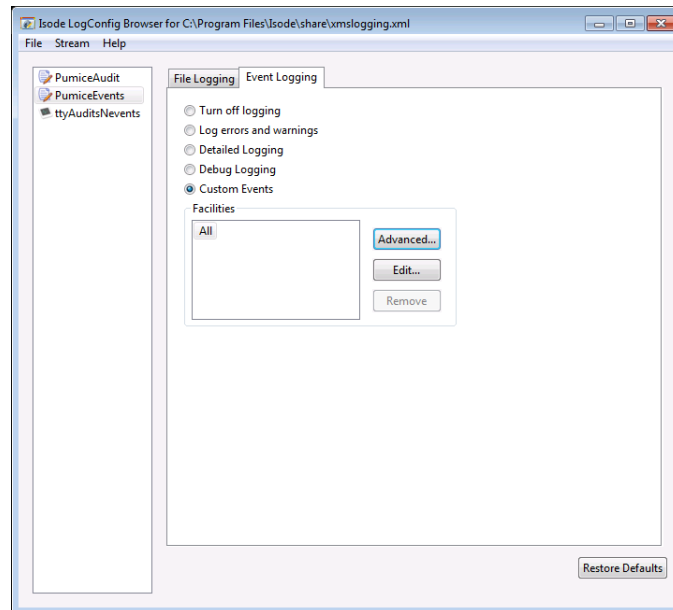 Isode LogConfig Browser for C:\Program Files\Isode\share\xmslogging.xml
File Stream Help
PumiceAudit
PumiceEvents
ttyAuditsNevents
File Logging Event Logging
Turn off logging
Log errors and warnings
Detailed Logging
Debug Logging
Custom Events
Facilities
All
Advanced...
Edit...
Remove
Restore Defaults